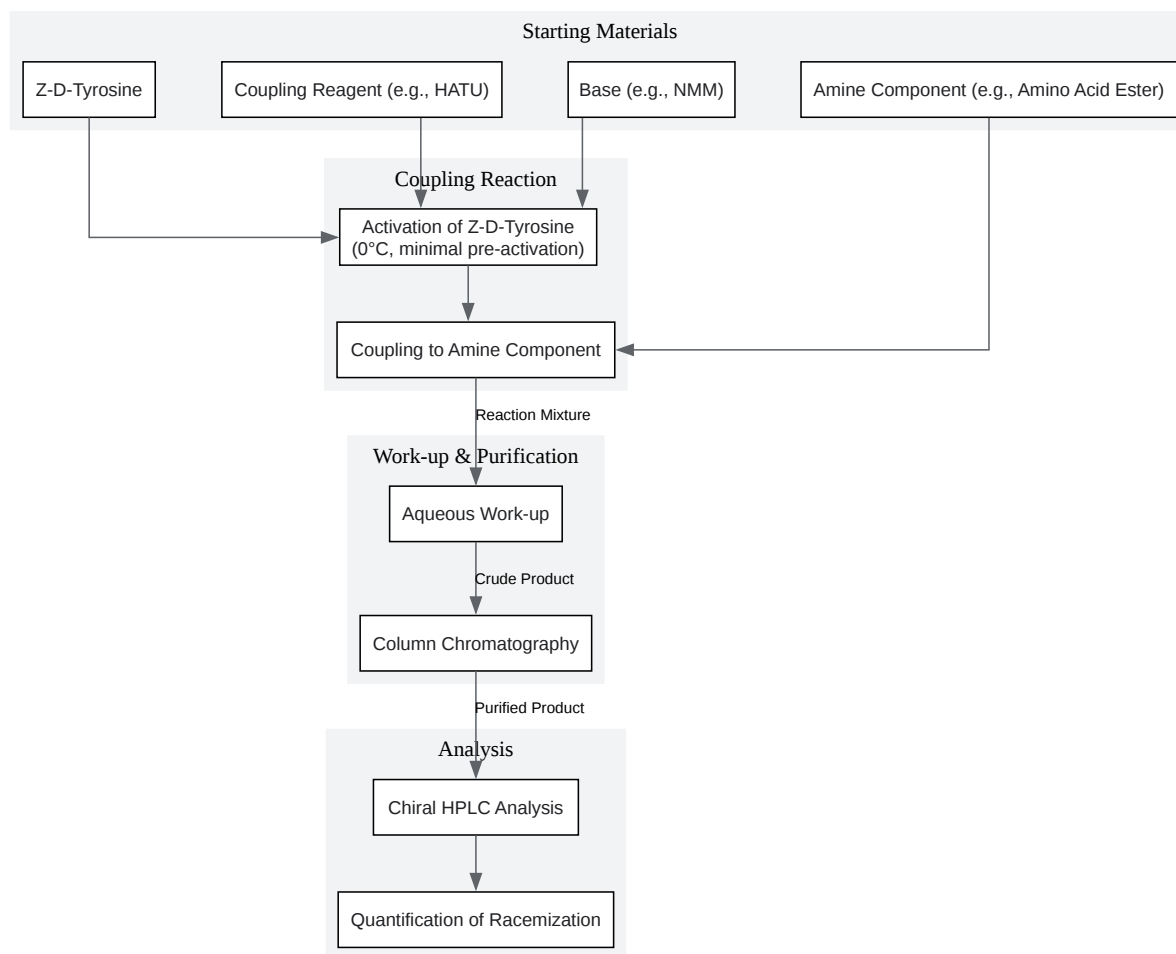 Starting Materials
Z-D-Tyrosine
Coupling Reagent (e.g., HATU)
Base (e.g., NMM)
Amine Component (e.g., Amino Acid Ester)
Coupling Reaction
Activation of Z-D-Tyrosine
(0°C, minimal pre-activation)
Coupling to Amine Component
Reaction Mixture
Work-up & Purification
Aqueous Work-up
Crude Product
Column Chromatography
Purified Product
Analysis
Chiral HPLC Analysis
Quantification of Racemization